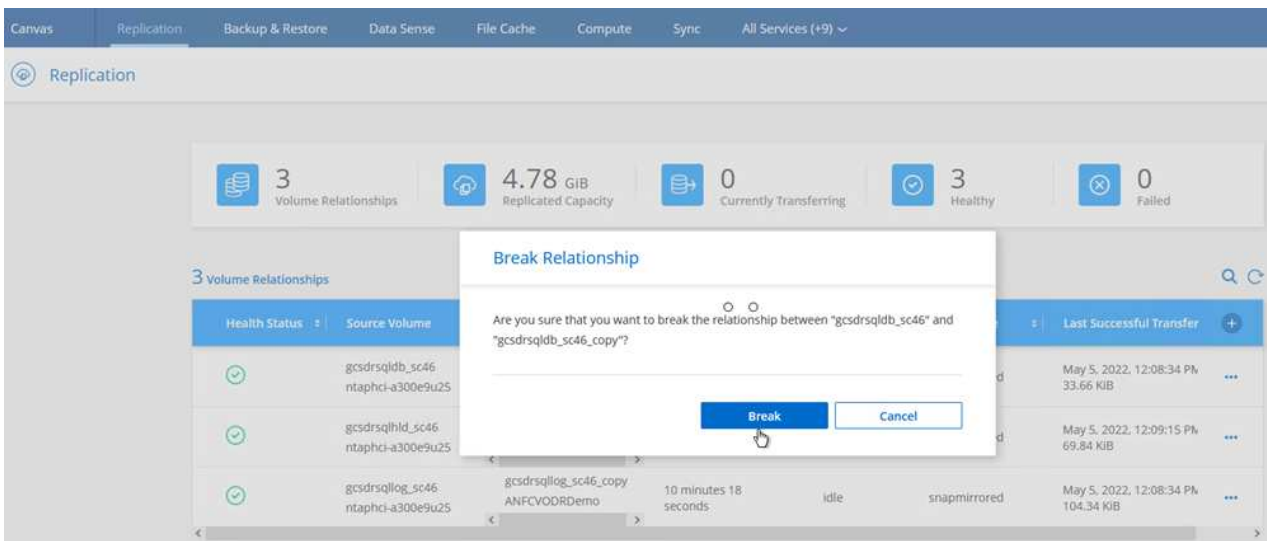 Canvas Replication Backup & Restore Data Sense File Cache Compute Sync All Services (+9)
Replication
3 4.78 GiB 0 3 0
Volume Relationships Replicated Capacity Currently Transferring Healthy Failed
Break Relationship
3 Volume Relationships
Health Status Source Volume Last Successful Transfer
Are you sure that you want to break the relationship between "gcsdrsqldb_sc46" and
"gcsdrsqldb_sc46_copy"?
gcsdrsqldb_sc46 d May 5, 2022, 12:08:34 PM
ntaphci-a300e9u25 33.66 KiB
Break Cancel
gcsdrsqlhld_sc46 d May 5, 2022, 12:09:15 PM
ntaphci-a300e9u25 69.84 KiB
gcsdrsqllog_sc46 gcsdrsqllog_sc46_copy 10 minutes 18 idle snapmirrored May 5, 2022, 12:08:34 PM
ntaphci-a300e9u25 ANFCVODRDemo seconds 104.34 KiB